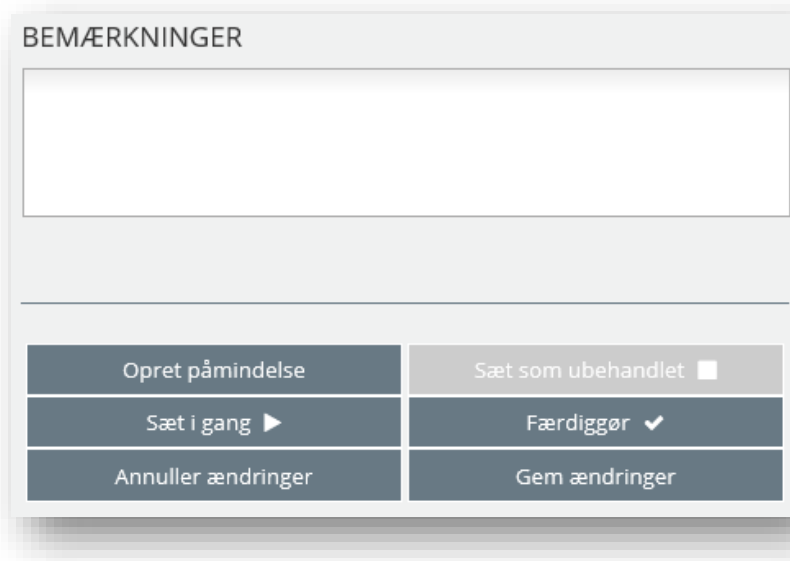 BEMÆRKNINGER
Opret påmindelse
Sæt som ubehandlet
Sæt i gang
Færdiggør
Annuller ændringer
Gem ændringer